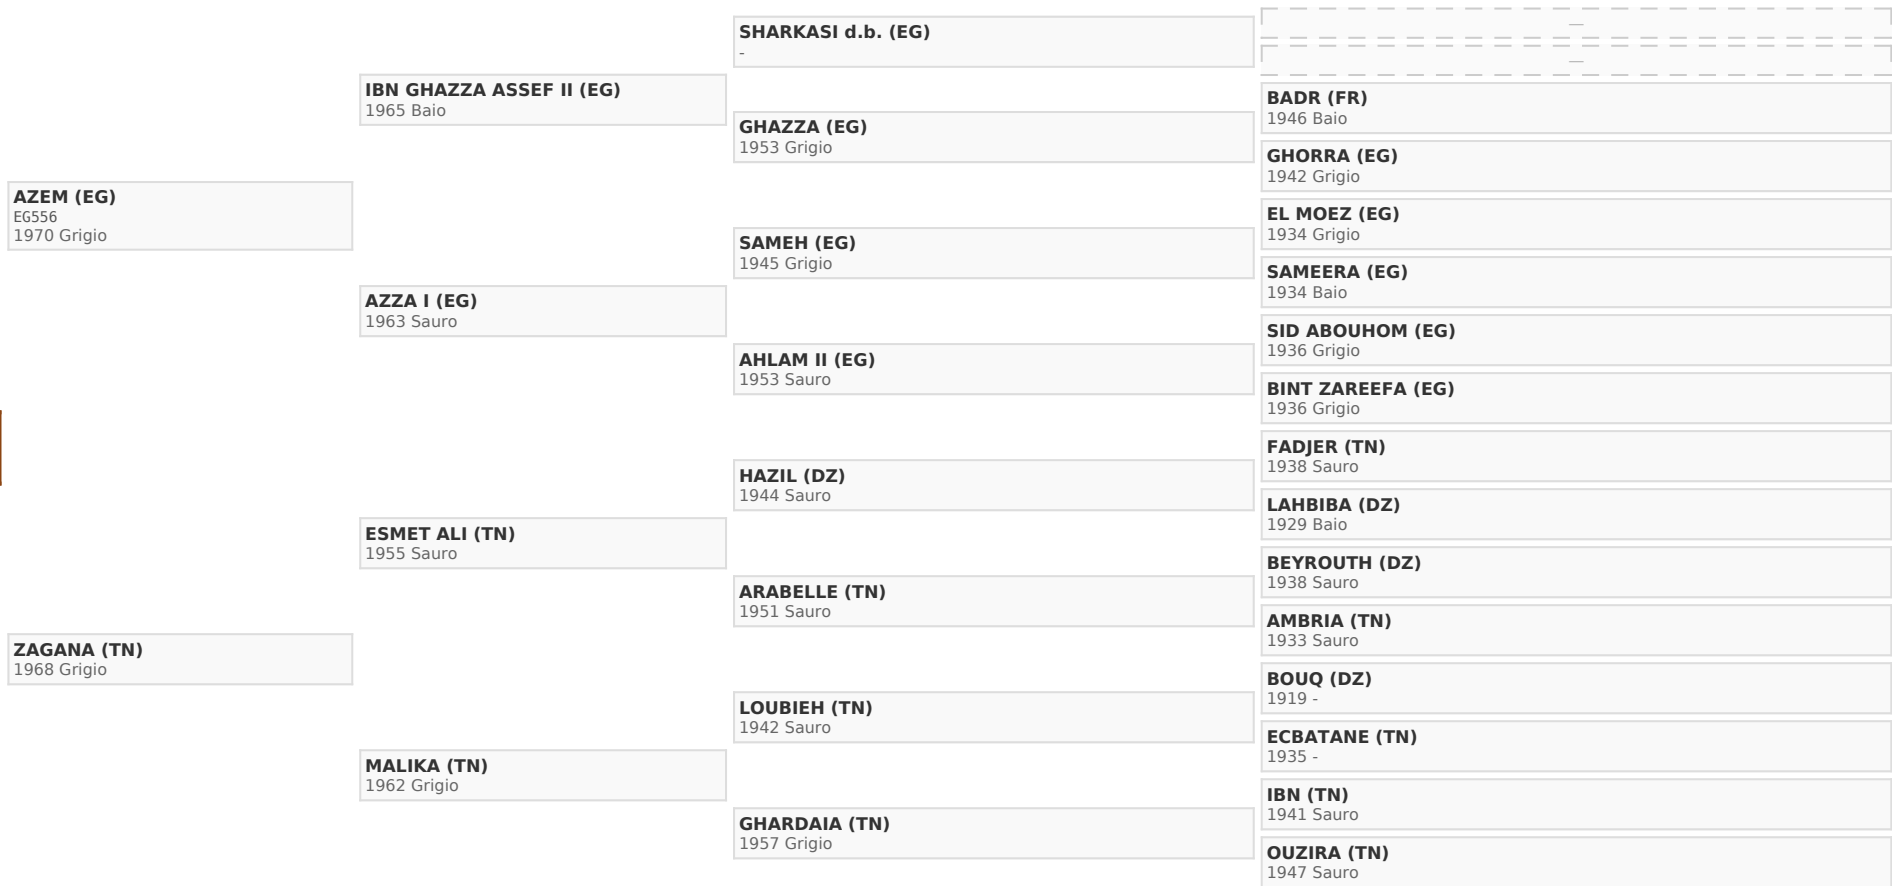 AZEM (EG)
EG556
1970 Grigio
ZAGANA (TN)
1968 Grigio
IBN GHAZZA ASSEF II (EG)
1965 Baio
AZZA I (EG)
1963 Sauro
ESMET ALI (TN)
1955 Sauro
MALIKA (TN)
1962 Grigio
SHARKASI d.b. (EG)
-
GHAZZA (EG)
1953 Grigio
SAMEH (EG)
1945 Grigio
AHLAM II (EG)
1953 Sauro
HAZIL (DZ)
1944 Sauro
ARABELLE (TN)
1951 Sauro
LOUBIEH (TN)
1942 Sauro
GHARDAIA (TN)
1957 Grigio
—
—
BADR (FR)
1946 Baio
GHORRA (EG)
1942 Grigio
EL MOEZ (EG)
1934 Grigio
SAMEERA (EG)
1934 Baio
SID ABOUHOM (EG)
1936 Grigio
BINT ZAREEFA (EG)
1936 Grigio
FADJER (TN)
1938 Sauro
LAHBIBA (DZ)
1929 Baio
BEYROUTH (DZ)
1938 Sauro
AMBRIA (TN)
1933 Sauro
BOUQ (DZ)
1919 -
ECBATANE (TN)
1935 -
IBN (TN)
1941 Sauro
OUZIRA (TN)
1947 Sauro